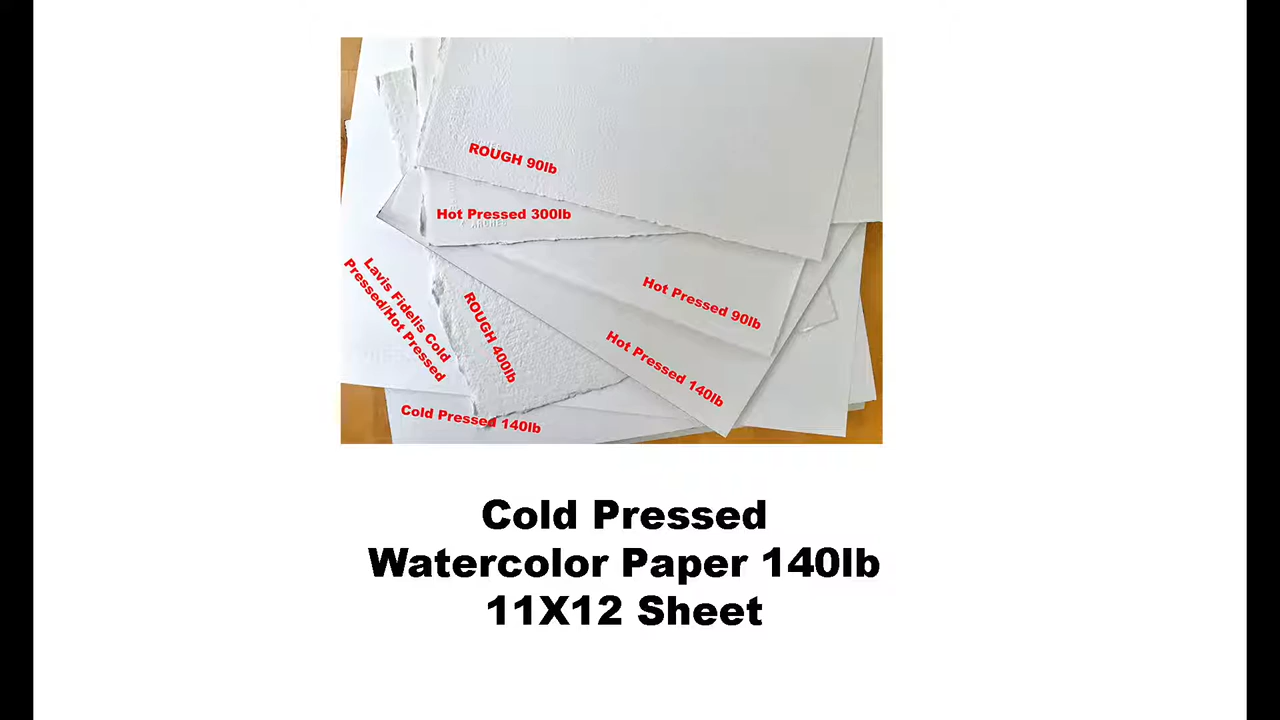 ROUGH 90lb
Hot Pressed 300lb
ARCHES
Hot Pressed 90lb
Lavis Fidelis Cold
Pressed/Hot Pressed
ROUGH 400lb
Hot Pressed 140lb
Cold Pressed 140lb
Cold Pressed
Watercolor Paper 140lb
11X12 Sheet